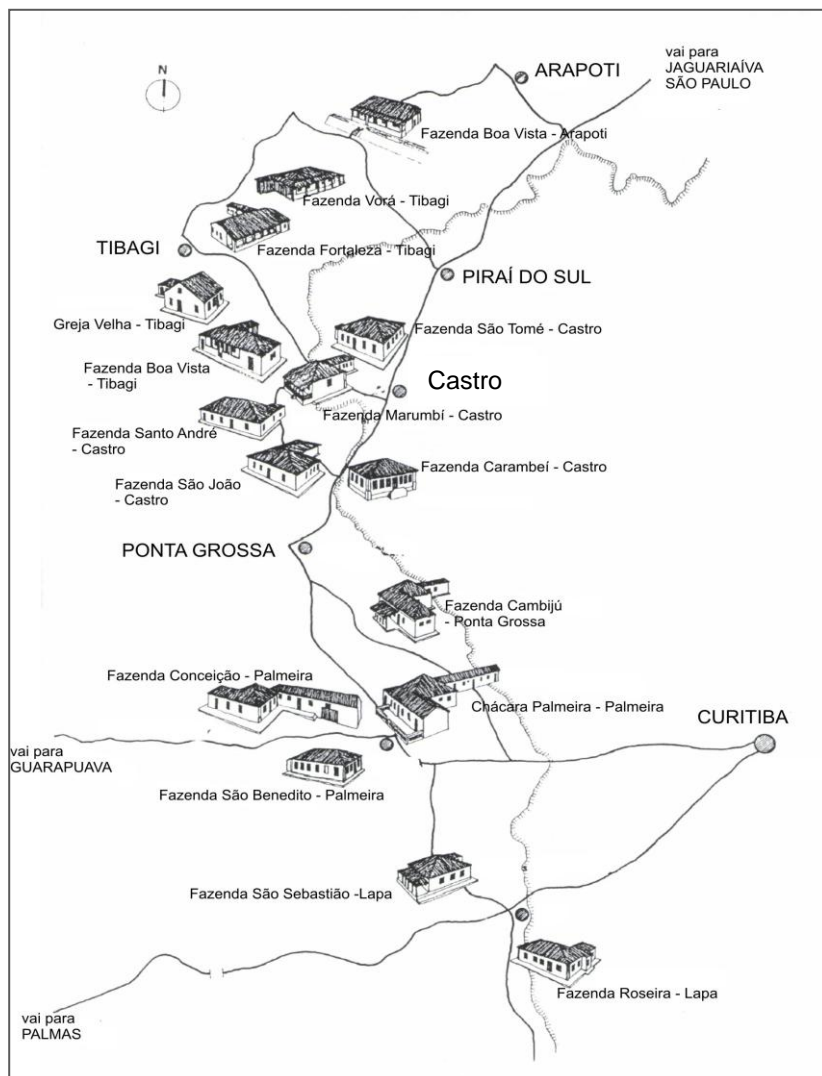 vai para
JAGUARIAÍVA
SÃO PAULO
ARAPOTI
N
Fazenda Boa Vista - Arapoti
Fazenda Vorá - Tibagi
Fazenda Fortaleza - Tibagi
TIBAGI
PIRAÍ DO SUL
Greja Velha - Tibagi
Fazenda São Tomé - Castro
Fazenda Boa Vista
- Tibagi
Castro
Fazenda Marumbí - Castro
Fazenda Santo André
- Castro
Fazenda São João
- Castro
Fazenda Carambeí - Castro
PONTA GROSSA
Fazenda Cambijú
- Ponta Grossa
Fazenda Conceição - Palmeira
Chácara Palmeira - Palmeira
CURITIBA
vai para
GUARAPUAVA
Fazenda São Benedito - Palmeira
Fazenda São Sebastião -Lapa
Fazenda Roseira - Lapa
vai para
PALMAS